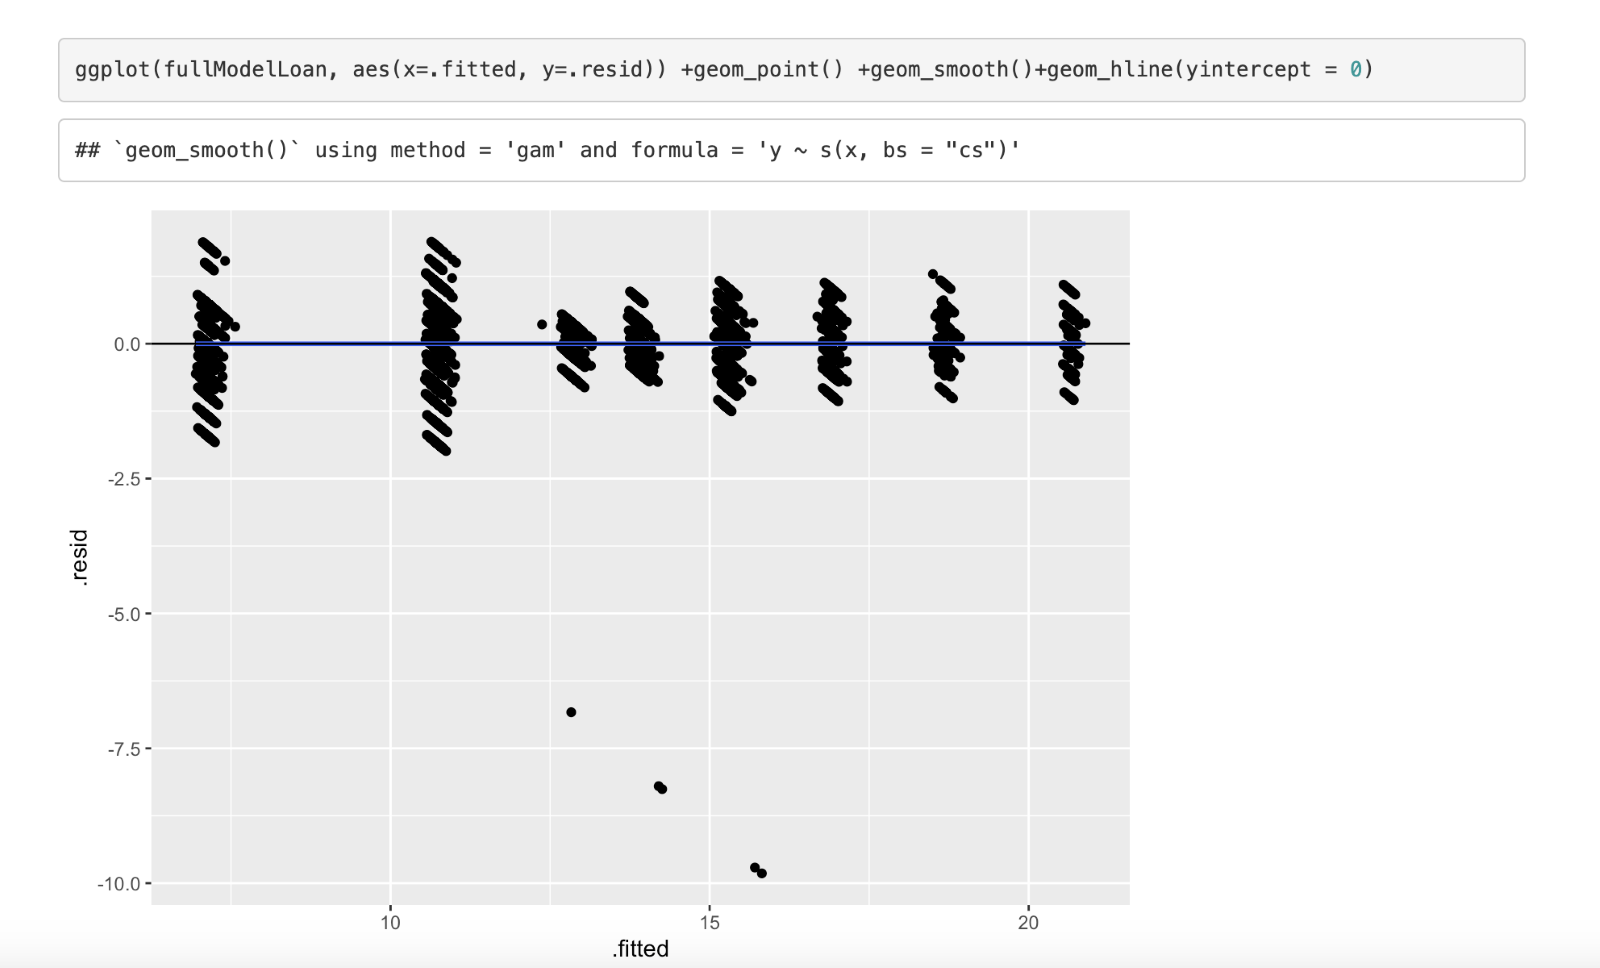 ggplot(fullModelLoan, aes(x=.fitted, y=.resid)) +geom_point() +geom_smooth()+geom_hline(yintercept = 0)
## `geom_smooth()` using method = 'gam' and formula = 'y ~ s(x, bs = "cs")'
0.0
-2.5
-5.0
-7.5
-10.0
.resid
10 15 20
.fitted